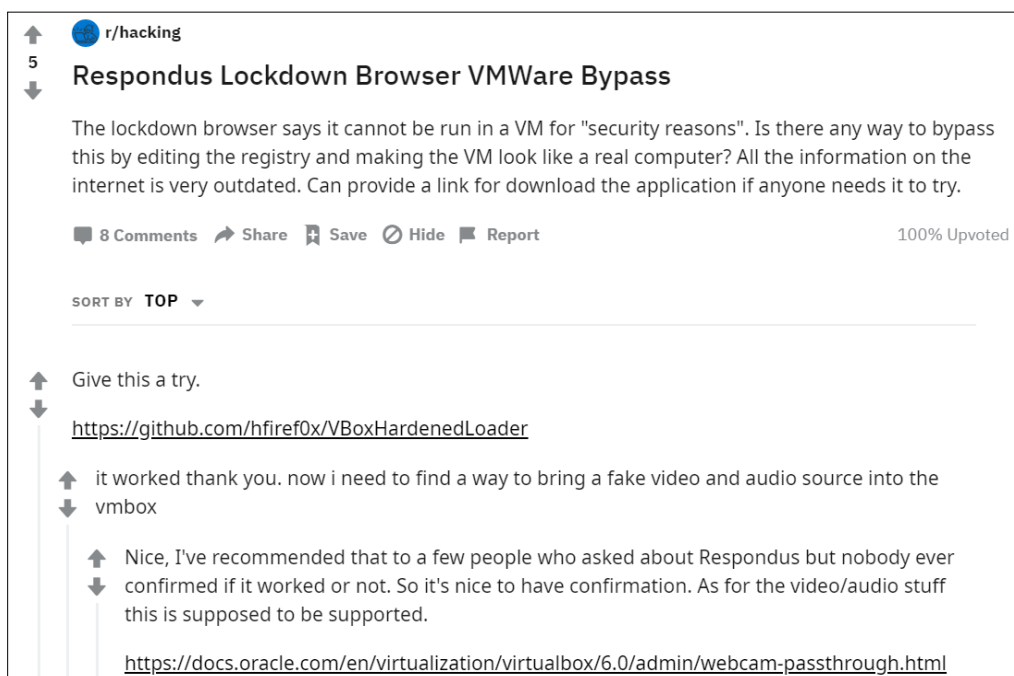 r/hacking
5
Respondus Lockdown Browser VMWare Bypass
The lockdown browser says it cannot be run in a VM for "security reasons". Is there any way to bypass
this by editing the registry and making the VM look like a real computer? All the information on the
internet is very outdated. Can provide a link for download the application if anyone needs it to try.
8 Comments Share Save Hide Report 100% Upvoted
SORT BY TOP
Give this a try.
https://github.com/hfiref0x/VBoxHardenedLoader
it worked thank you. now i need to find a way to bring a fake video and audio source into the
vmbox
Nice, I've recommended that to a few people who asked about Respondus but nobody ever
confirmed if it worked or not. So it's nice to have confirmation. As for the video/audio stuff
this is supposed to be supported.
https://docs.oracle.com/en/virtualization/virtualbox/6.0/admin/webcam-passthrough.html